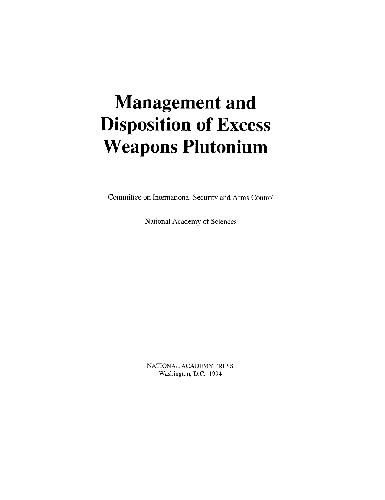 Management and
Disposition of Excess
Weapons Plutonium
Committee on International Security and Arms Control
National Academy of Sciences
NATIONAL ACADEMY PRESS
Washington, D.C. 1994